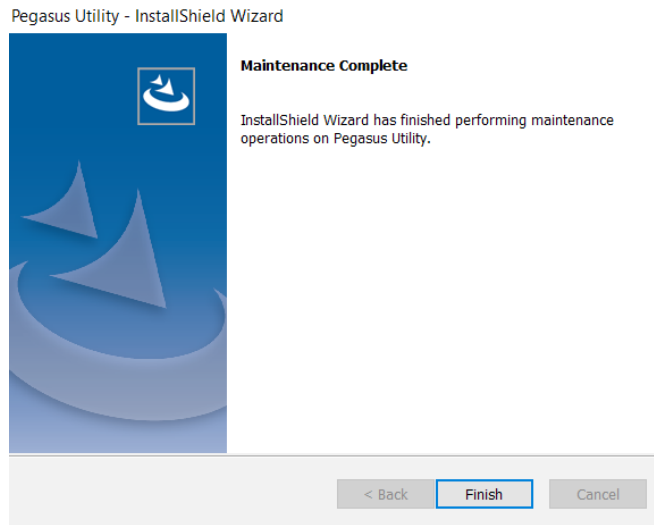 Pegasus Utility - InstallShield Wizard
Maintenance Complete
InstallShield Wizard has finished performing maintenance
operations on Pegasus Utility.
< Back
Finish
Cancel